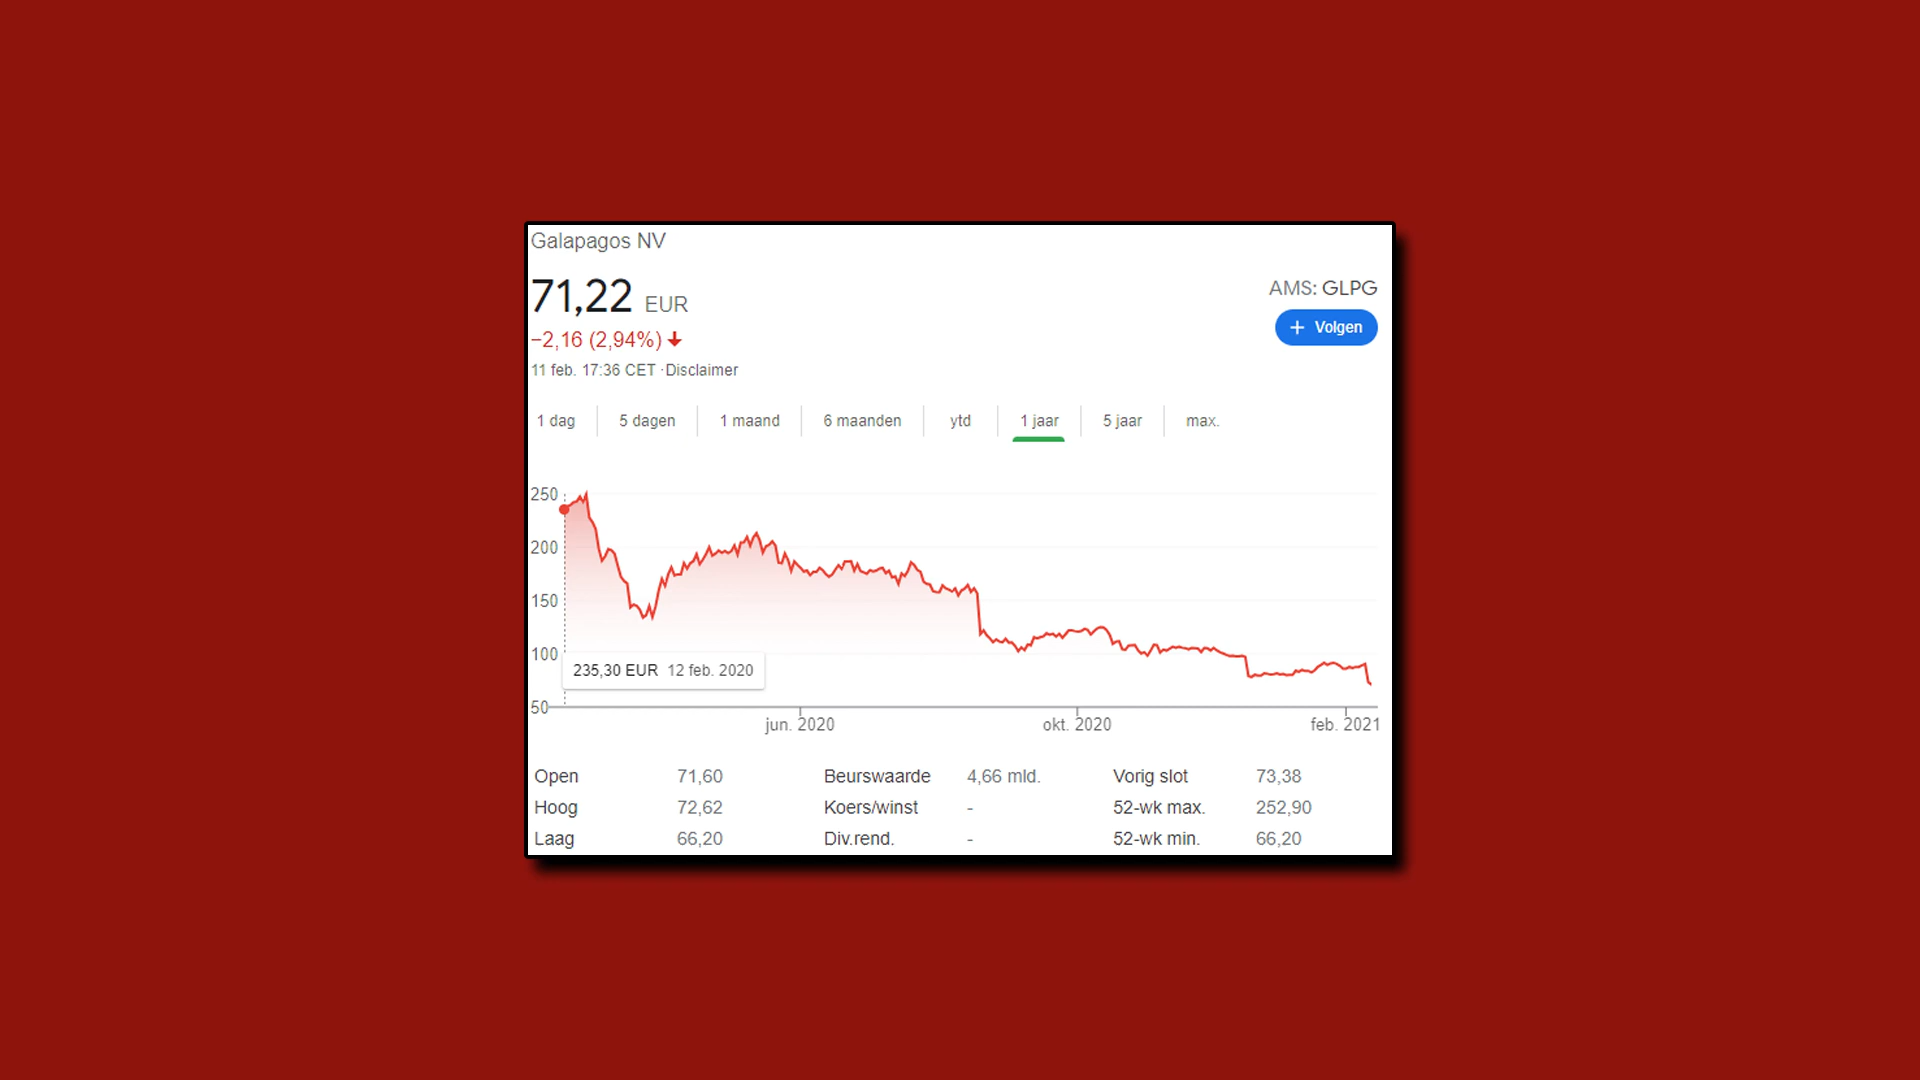 Galapagos NV
71,22 EUR
AMS: GLPG
−2,16 (2,94%)
+ Volgen
11 feb. 17:36 CET · Disclaimer
1 dag 5 dagen 1 maand 6 maanden ytd 1 jaar 5 jaar max.
250
200
150
100
235,30 EUR 12 feb. 2020
50
jun. 2020 okt. 2020 feb. 2021
Open 71,60 Beurswaarde 4,66 mld. Vorig slot 73,38
Hoog 72,62 Koers/winst - 52-wk max. 252,90
Laag 66,20 Div.rend. - 52-wk min. 66,20